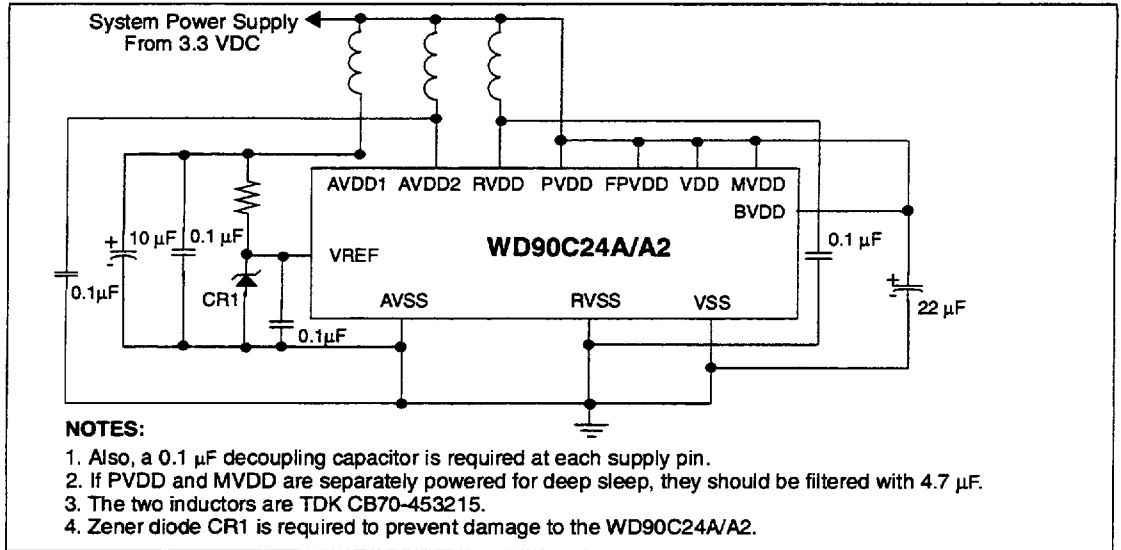 System Power Supply
From 3.3 VDC
AVDD1 AVDD2 RVDD PVDD FPVDD VDD MVDD
BVDD
WD90C24A/A2
VREF
AVSS RVSS VSS
+
-
10 µF
0.1 µF
0.1µF
CR1
0.1µF
0.1 µF
+
-
22 µF
NOTES:
1. Also, a 0.1 µF decoupling capacitor is required at each supply pin.
2. If PVDD and MVDD are separately powered for deep sleep, they should be filtered with 4.7 µF.
3. The two inductors are TDK CB70-453215.
4. Zener diode CR1 is required to prevent damage to the WD90C24A/A2.